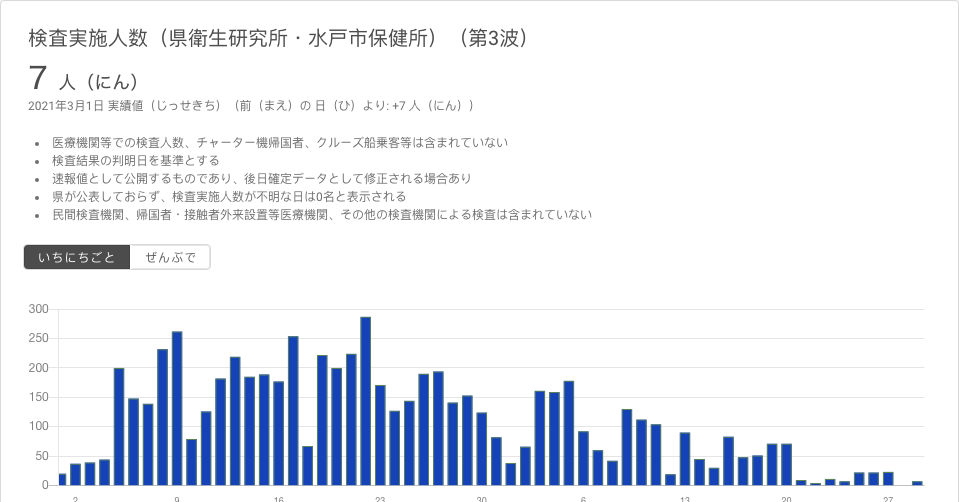 検査実施人数（県衛生研究所・水戸市保健所）（第3波）
7 人（にん）
2021年3月1日 実績値（じっせきち）（前（まえ）の 日（ひ）より: +7 人（にん））
• 医療機関等での検査人数、チャーター機帰国者、クルーズ船乗客等は含まれていない
• 検査結果の判明日を基準とする
• 速報値として公開するものであり、後日確定データとして修正される場合あり
• 県が公表しておらず、検査実施人数が不明な日は0名と表示される
• 民間検査機関、帰国者・接触者外来設置等医療機関、その他の検査機関による検査は含まれていない
いちにちごと ぜんぶで
300
250
200
150
100
50
0
2 9 16 23 30 6 13 20 27